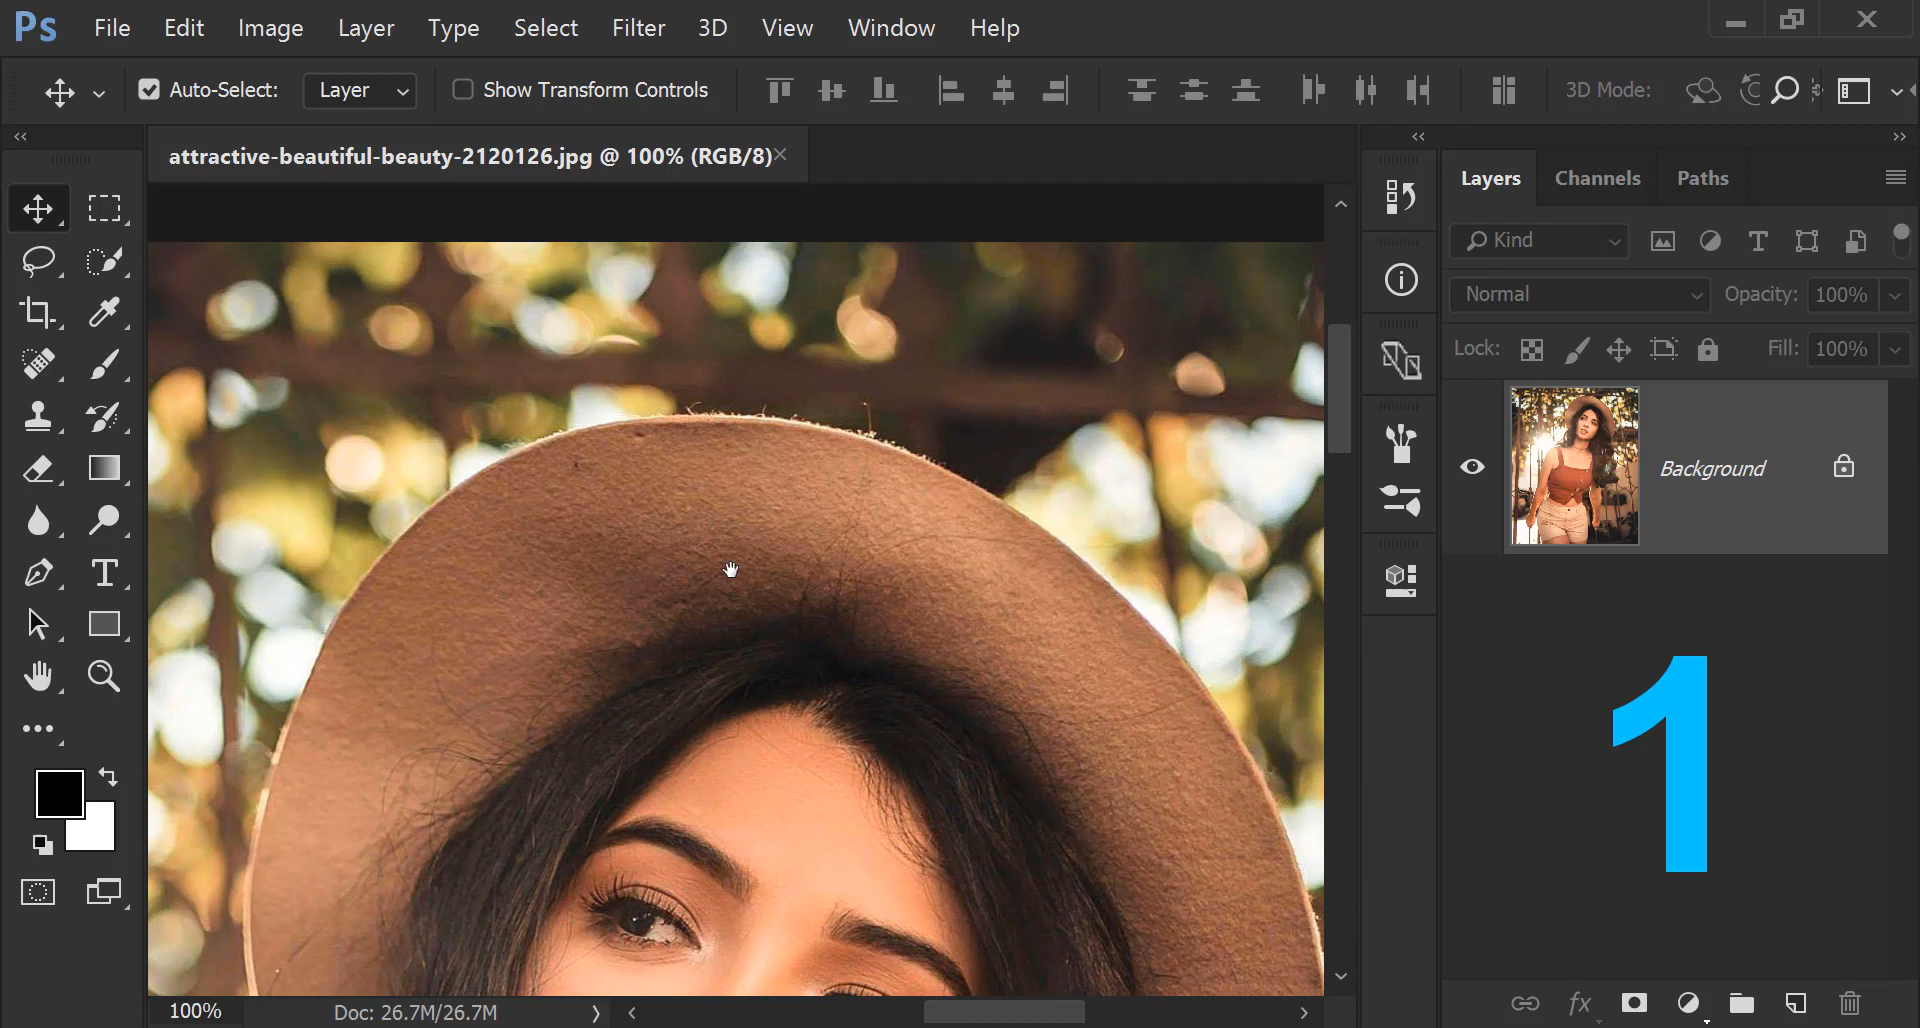 Ps File Edit Image Layer Type Select Filter 3D View Window Help
Auto-Select: Layer Show Transform Controls 3D Mode:
attractive-beautiful-beauty-2120126.jpg @ 100% (RGB/8)
Layers Channels Paths
Kind
Normal Opacity: 100%
Lock: Fill: 100%
Background
1
fx
100% Doc: 26.7M/26.7M